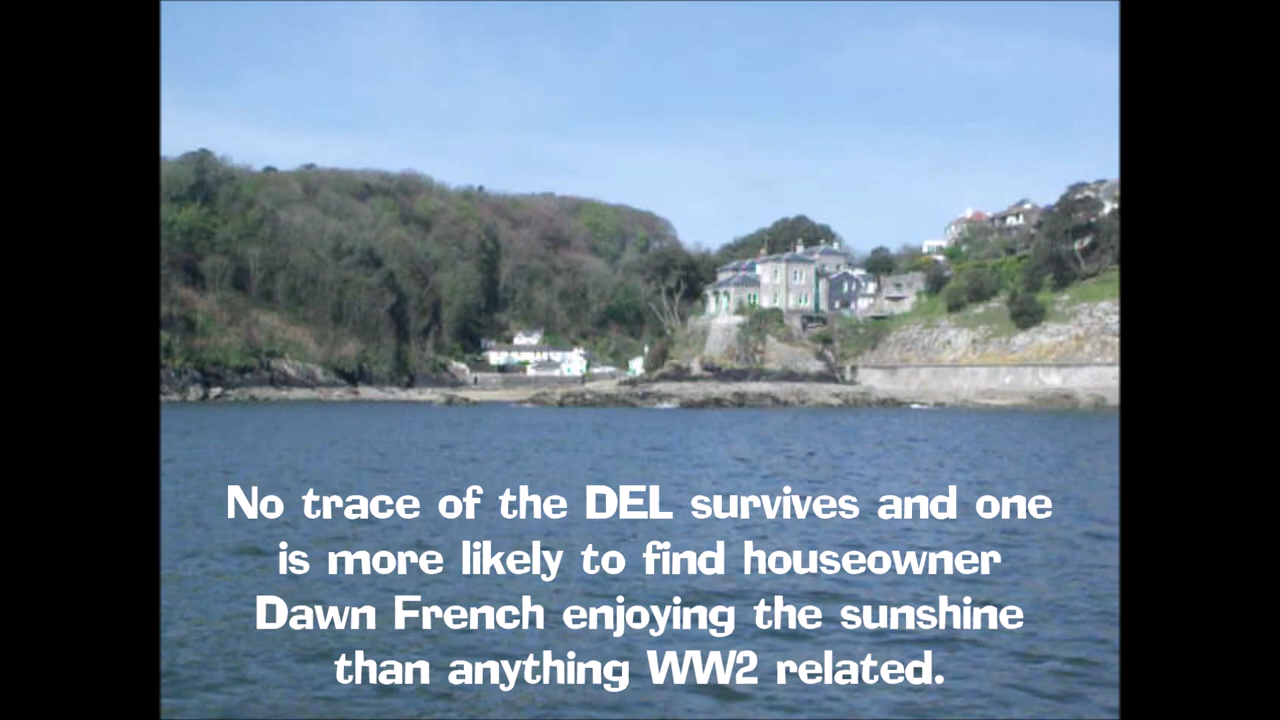 No trace of the DEL survives and one
is more likely to find houseowner
Dawn French enjoying the sunshine
than anything WW2 related.